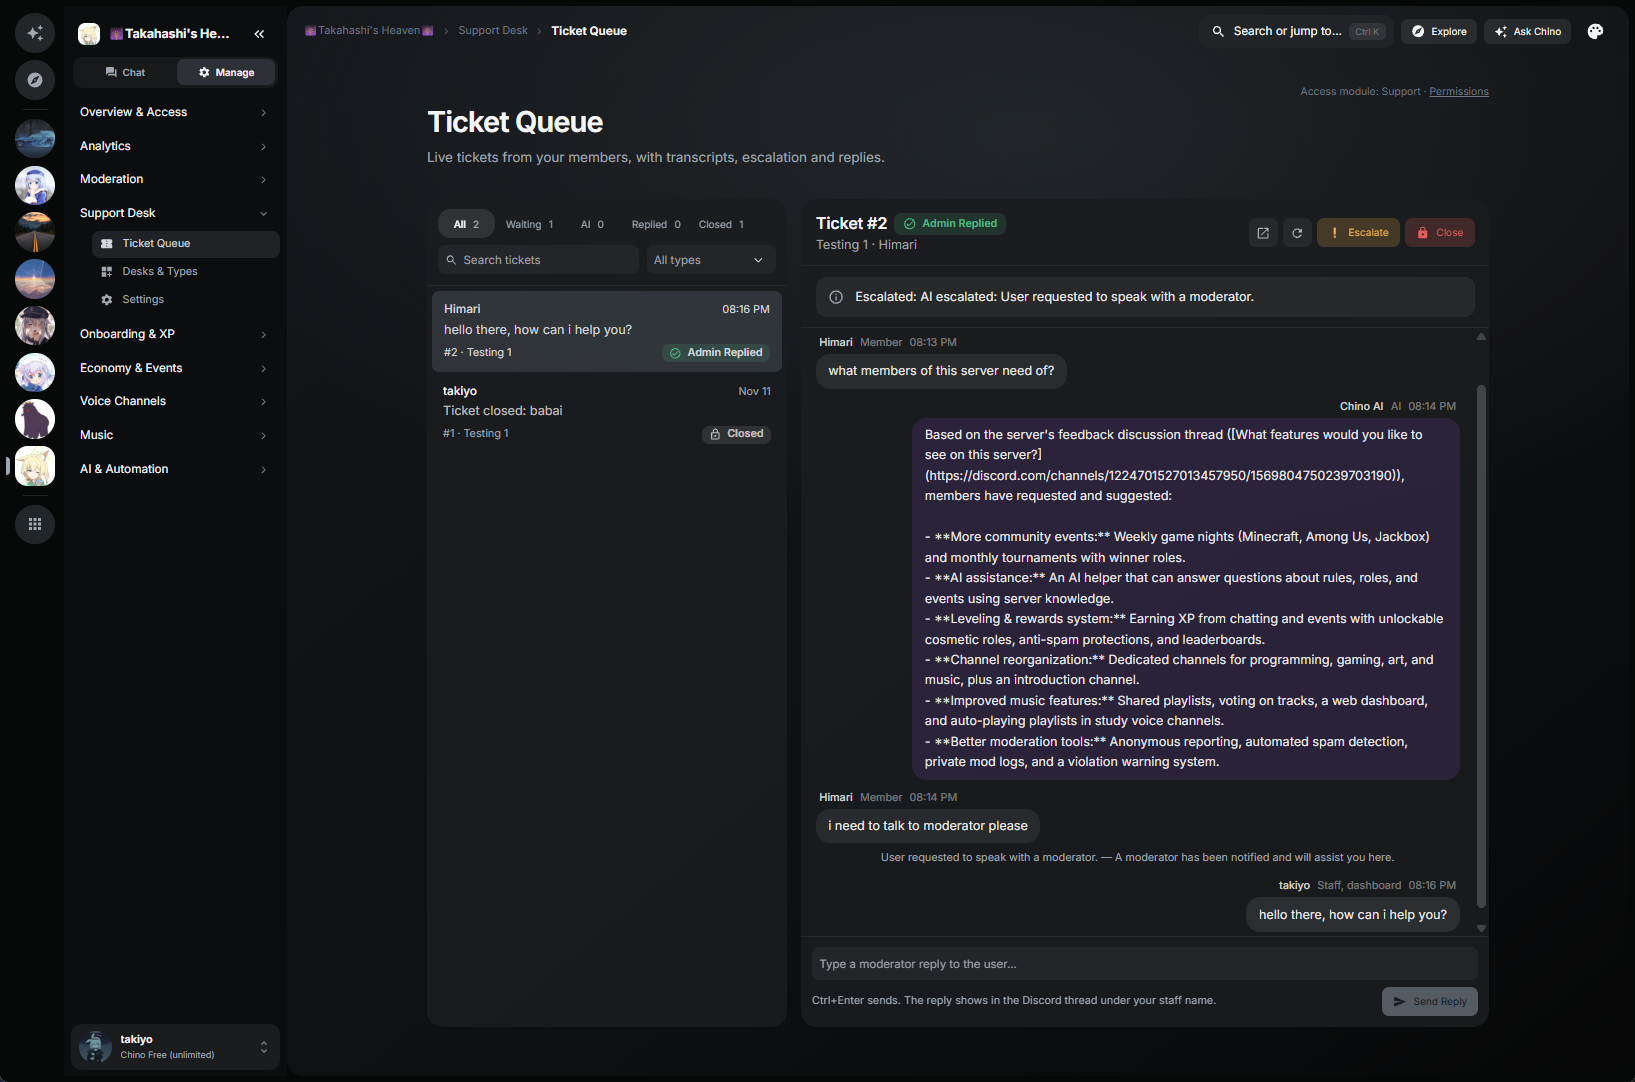 Takahashi's He...
Chat
Manage
Overview & Access
Analytics
Moderation
Support Desk
Ticket Queue
Desks & Types
Settings
Onboarding & XP
Economy & Events
Voice Channels
Music
AI & Automation
takiyo
Chino Free (unlimited)
Takahashi's Heaven › Support Desk › Ticket Queue
Search or jump to... Ctrl K
Explore
Ask Chino
Access module: Support · Permissions
Ticket Queue
Live tickets from your members, with transcripts, escalation and replies.
All 2 Waiting 1 AI 0 Replied 0 Closed 1
Search tickets
All types
Himari 08:16 PM
hello there, how can i help you?
#2 · Testing 1 Admin Replied
takiyo Nov 11
Ticket closed: babai
#1 · Testing 1 Closed
Ticket #2 Admin Replied
Testing 1 · Himari
Escalate
Close
Escalated: AI escalated: User requested to speak with a moderator.
Himari Member 08:13 PM
what members of this server need of?
Chino AI AI 08:14 PM
Based on the server's feedback discussion thread ([What features would you like to
see on this server?]
(https://discord.com/channels/1224701527013457950/1569804750239703190)),
members have requested and suggested:
- **More community events:** Weekly game nights (Minecraft, Among Us, Jackbox)
and monthly tournaments with winner roles.
- **AI assistance:** An AI helper that can answer questions about rules, roles, and
events using server knowledge.
- **Leveling & rewards system:** Earning XP from chatting and events with unlockable
cosmetic roles, anti-spam protections, and leaderboards.
- **Channel reorganization:** Dedicated channels for programming, gaming, art, and
music, plus an introduction channel.
- **Improved music features:** Shared playlists, voting on tracks, a web dashboard,
and auto-playing playlists in study voice channels.
- **Better moderation tools:** Anonymous reporting, automated spam detection,
private mod logs, and a violation warning system.
Himari Member 08:14 PM
i need to talk to moderator please
User requested to speak with a moderator. — A moderator has been notified and will assist you here.
takiyo Staff, dashboard 08:16 PM
hello there, how can i help you?
Type a moderator reply to the user...
Ctrl+Enter sends. The reply shows in the Discord thread under your staff name.
Send Reply